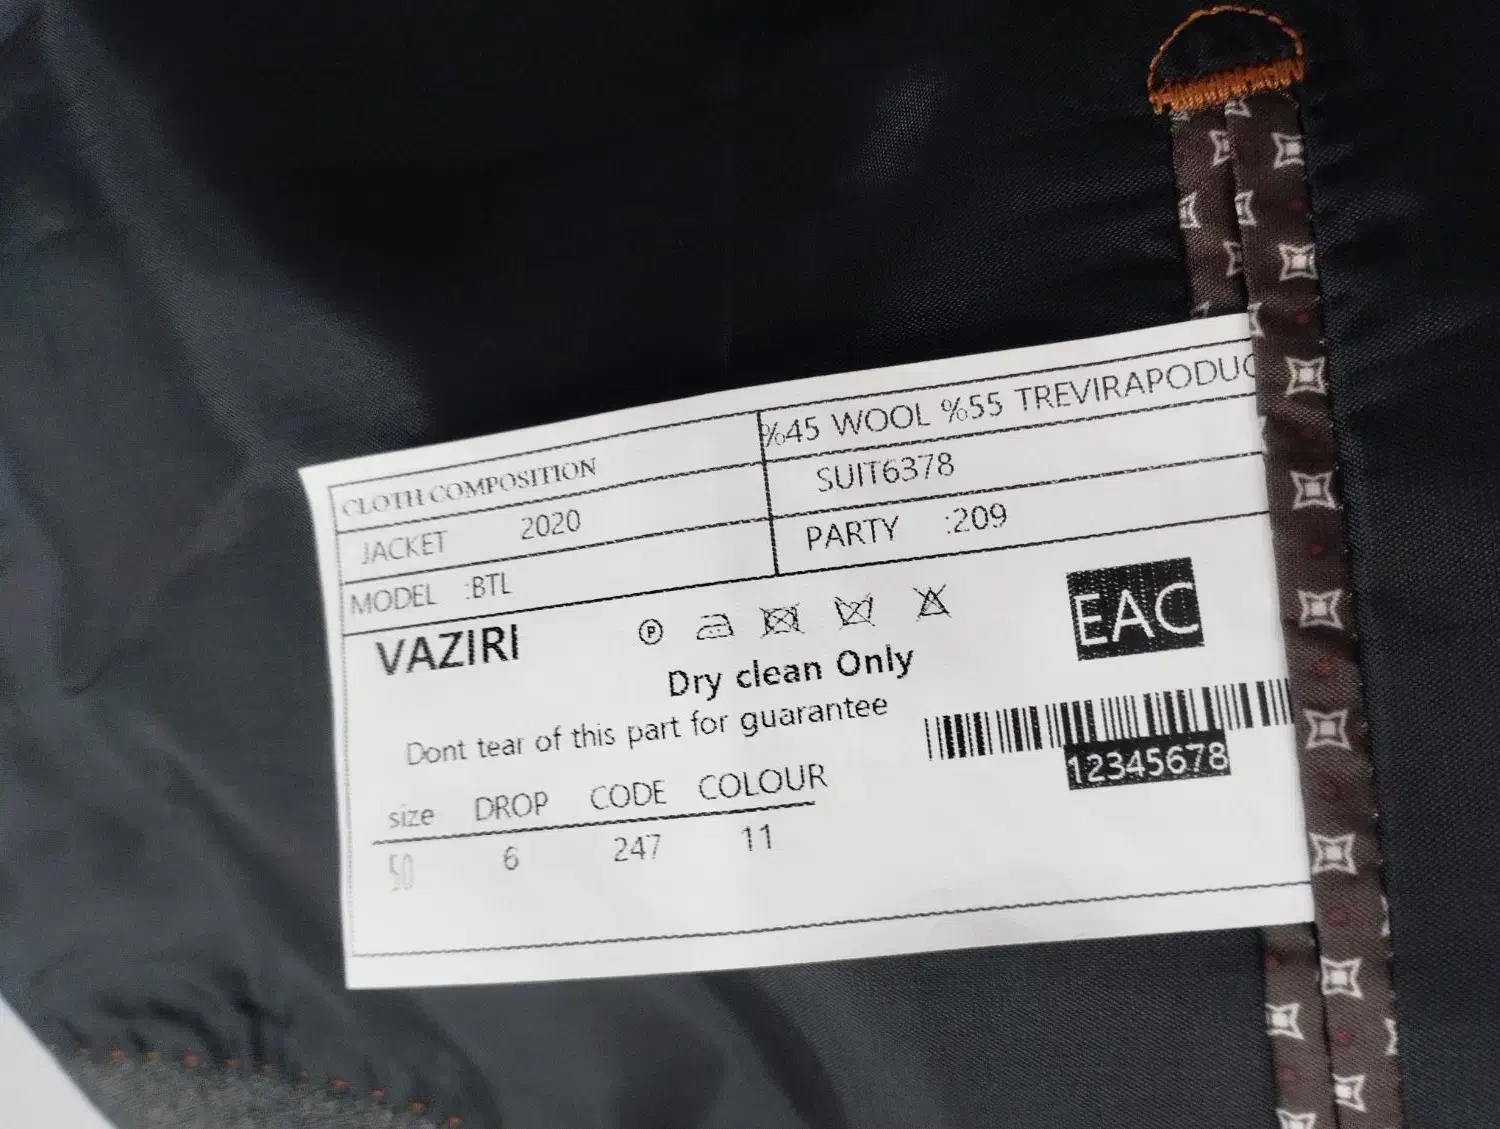 CLOTH COMPOSITION %45 WOOL %55 TREVIRAPODUC
JACKET 2020 SUIT6378
MODEL :BTL PARTY :209
VAZIRI P EAC
Dry clean Only
Dont tear of this part for guarantee
12345678
size DROP CODE COLOUR
50 6 247 11